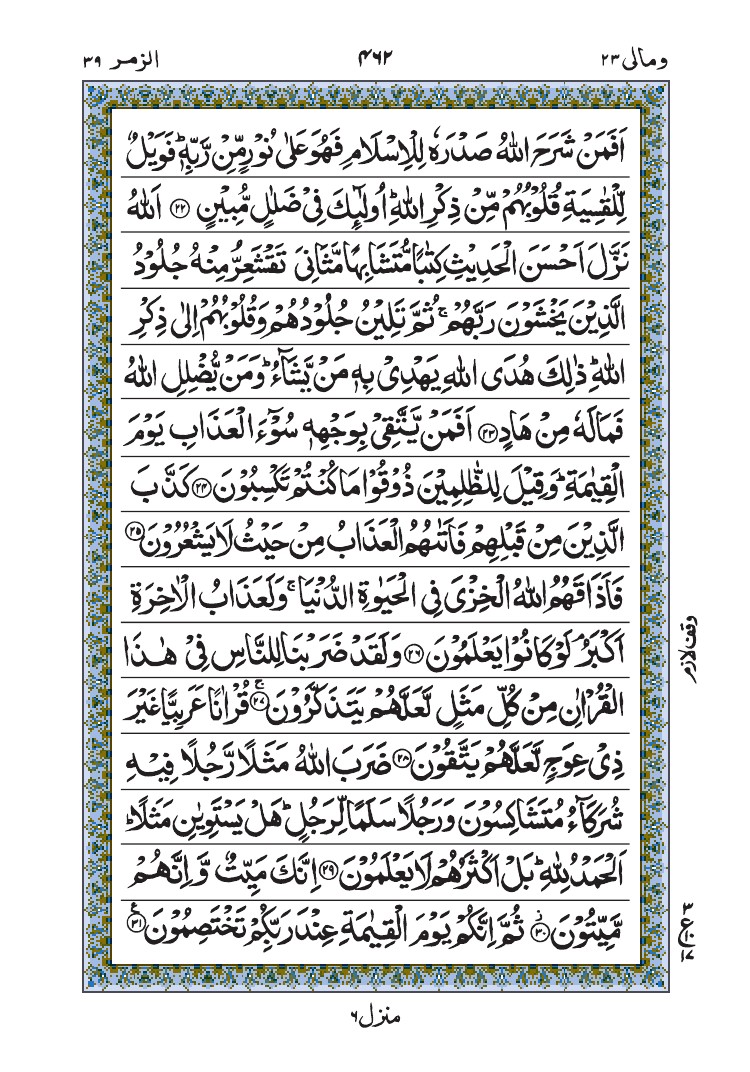 ومالی ۲۳
۴۶۲
الزمر ۳۹
اَفَمَنْ شَرَحَ اللّٰهُ صَدْرَهٗ لِلْاِسْلَامِ فَهُوَ عَلٰى نُوْرٍ مِّنْ رَّبِّهٖ ؕ فَوَيْلٌ
لِّلْقٰسِيَةِ قُلُوْبُهُمْ مِّنْ ذِكْرِ اللّٰهِ ؕ اُولٰٓئِكَ فِيْ ضَلٰلٍ مُّبِيْنٍ ﴿۲۲﴾ اَللّٰهُ
نَزَّلَ اَحْسَنَ الْحَدِيْثِ كِتٰبًا مُّتَشَابِهًا مَّثَانِيَ ۖ تَقْشَعِرُّ مِنْهُ جُلُوْدُ
الَّذِيْنَ يَخْشَوْنَ رَبَّهُمْ ۚ ثُمَّ تَلِيْنُ جُلُوْدُهُمْ وَقُلُوْبُهُمْ اِلٰى ذِكْرِ
اللّٰهِ ؕ ذٰلِكَ هُدَى اللّٰهِ يَهْدِيْ بِهٖ مَنْ يَّشَآءُ ؕ وَمَنْ يُّضْلِلِ اللّٰهُ
فَمَا لَهٗ مِنْ هَادٍ ﴿۲۳﴾ اَفَمَنْ يَّتَّقِيْ بِوَجْهِهٖ سُوْٓءَ الْعَذَابِ يَوْمَ
الْقِيٰمَةِ ؕ وَقِيْلَ لِلظّٰلِمِيْنَ ذُوْقُوْا مَا كُنْتُمْ تَكْسِبُوْنَ ﴿۲۴﴾ كَذَّبَ
الَّذِيْنَ مِنْ قَبْلِهِمْ فَاَتٰىهُمُ الْعَذَابُ مِنْ حَيْثُ لَا يَشْعُرُوْنَ ﴿۲۵﴾
فَاَذَاقَهُمُ اللّٰهُ الْخِزْيَ فِي الْحَيٰوةِ الدُّنْيَا ۚ وَلَعَذَابُ الْاٰخِرَةِ
اَكْبَرُ ۘ لَوْ كَانُوْا يَعْلَمُوْنَ ﴿۲۶﴾ وَلَقَدْ ضَرَبْنَا لِلنَّاسِ فِيْ هٰذَا
الْقُرْاٰنِ مِنْ كُلِّ مَثَلٍ لَّعَلَّهُمْ يَتَذَكَّرُوْنَ ﴿۲۷﴾ ۚ قُرْاٰنًا عَرَبِيًّا غَيْرَ
ذِيْ عِوَجٍ لَّعَلَّهُمْ يَتَّقُوْنَ ﴿۲۸﴾ ضَرَبَ اللّٰهُ مَثَلًا رَّجُلًا فِيْهِ
شُرَكَآءُ مُتَشَاكِسُوْنَ وَرَجُلًا سَلَمًا لِّرَجُلٍ ؕ هَلْ يَسْتَوِيٰنِ مَثَلًا ؕ
اَلْحَمْدُ لِلّٰهِ ؕ بَلْ اَكْثَرُهُمْ لَا يَعْلَمُوْنَ ﴿۲۹﴾ اِنَّكَ مَيِّتٌ وَّ اِنَّهُمْ
مَّيِّتُوْنَ ﴿۳۰﴾ ؗ ثُمَّ اِنَّكُمْ يَوْمَ الْقِيٰمَةِ عِنْدَ رَبِّكُمْ تَخْتَصِمُوْنَ ﴿۳۱﴾ ۧ
وقف لازم
۳ ع ۱۷
منزل ۶